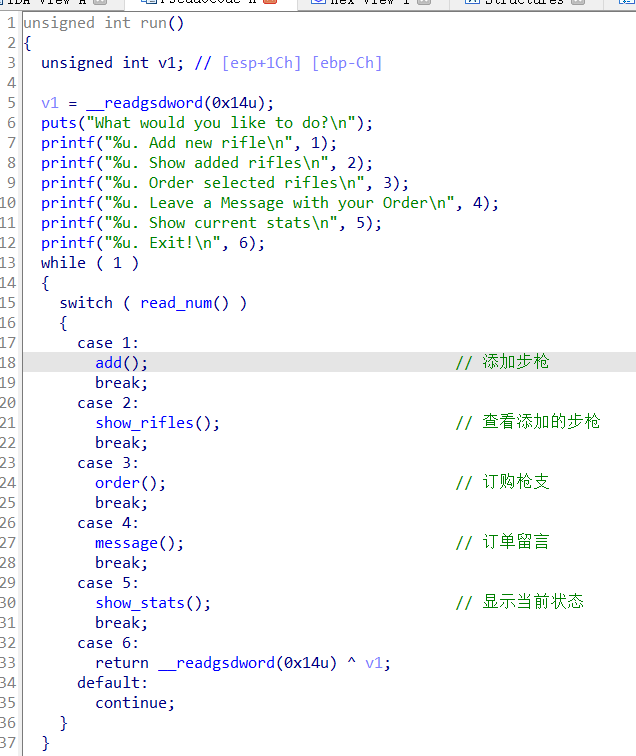 1 unsigned int run()
2 {
3 unsigned int v1; // [esp+1Ch] [ebp-Ch]
4
5 v1 = __readgsdword(0x14u);
6 puts("What would you like to do?\n");
7 printf("%u. Add new rifle\n", 1);
8 printf("%u. Show added rifles\n", 2);
9 printf("%u. Order selected rifles\n", 3);
10 printf("%u. Leave a Message with your Order\n", 4);
11 printf("%u. Show current stats\n", 5);
12 printf("%u. Exit!\n", 6);
13 while ( 1 )
14 {
15 switch ( read_num() )
16 {
17 case 1:
18 add(); // 添加步枪
19 break;
20 case 2:
21 show_rifles(); // 查看添加的步枪
22 break;
23 case 3:
24 order(); // 订购枪支
25 break;
26 case 4:
27 message(); // 订单留言
28 break;
29 case 5:
30 show_stats(); // 显示当前状态
31 break;
32 case 6:
33 return __readgsdword(0x14u) ^ v1;
34 default:
35 continue;
36 }
37 }